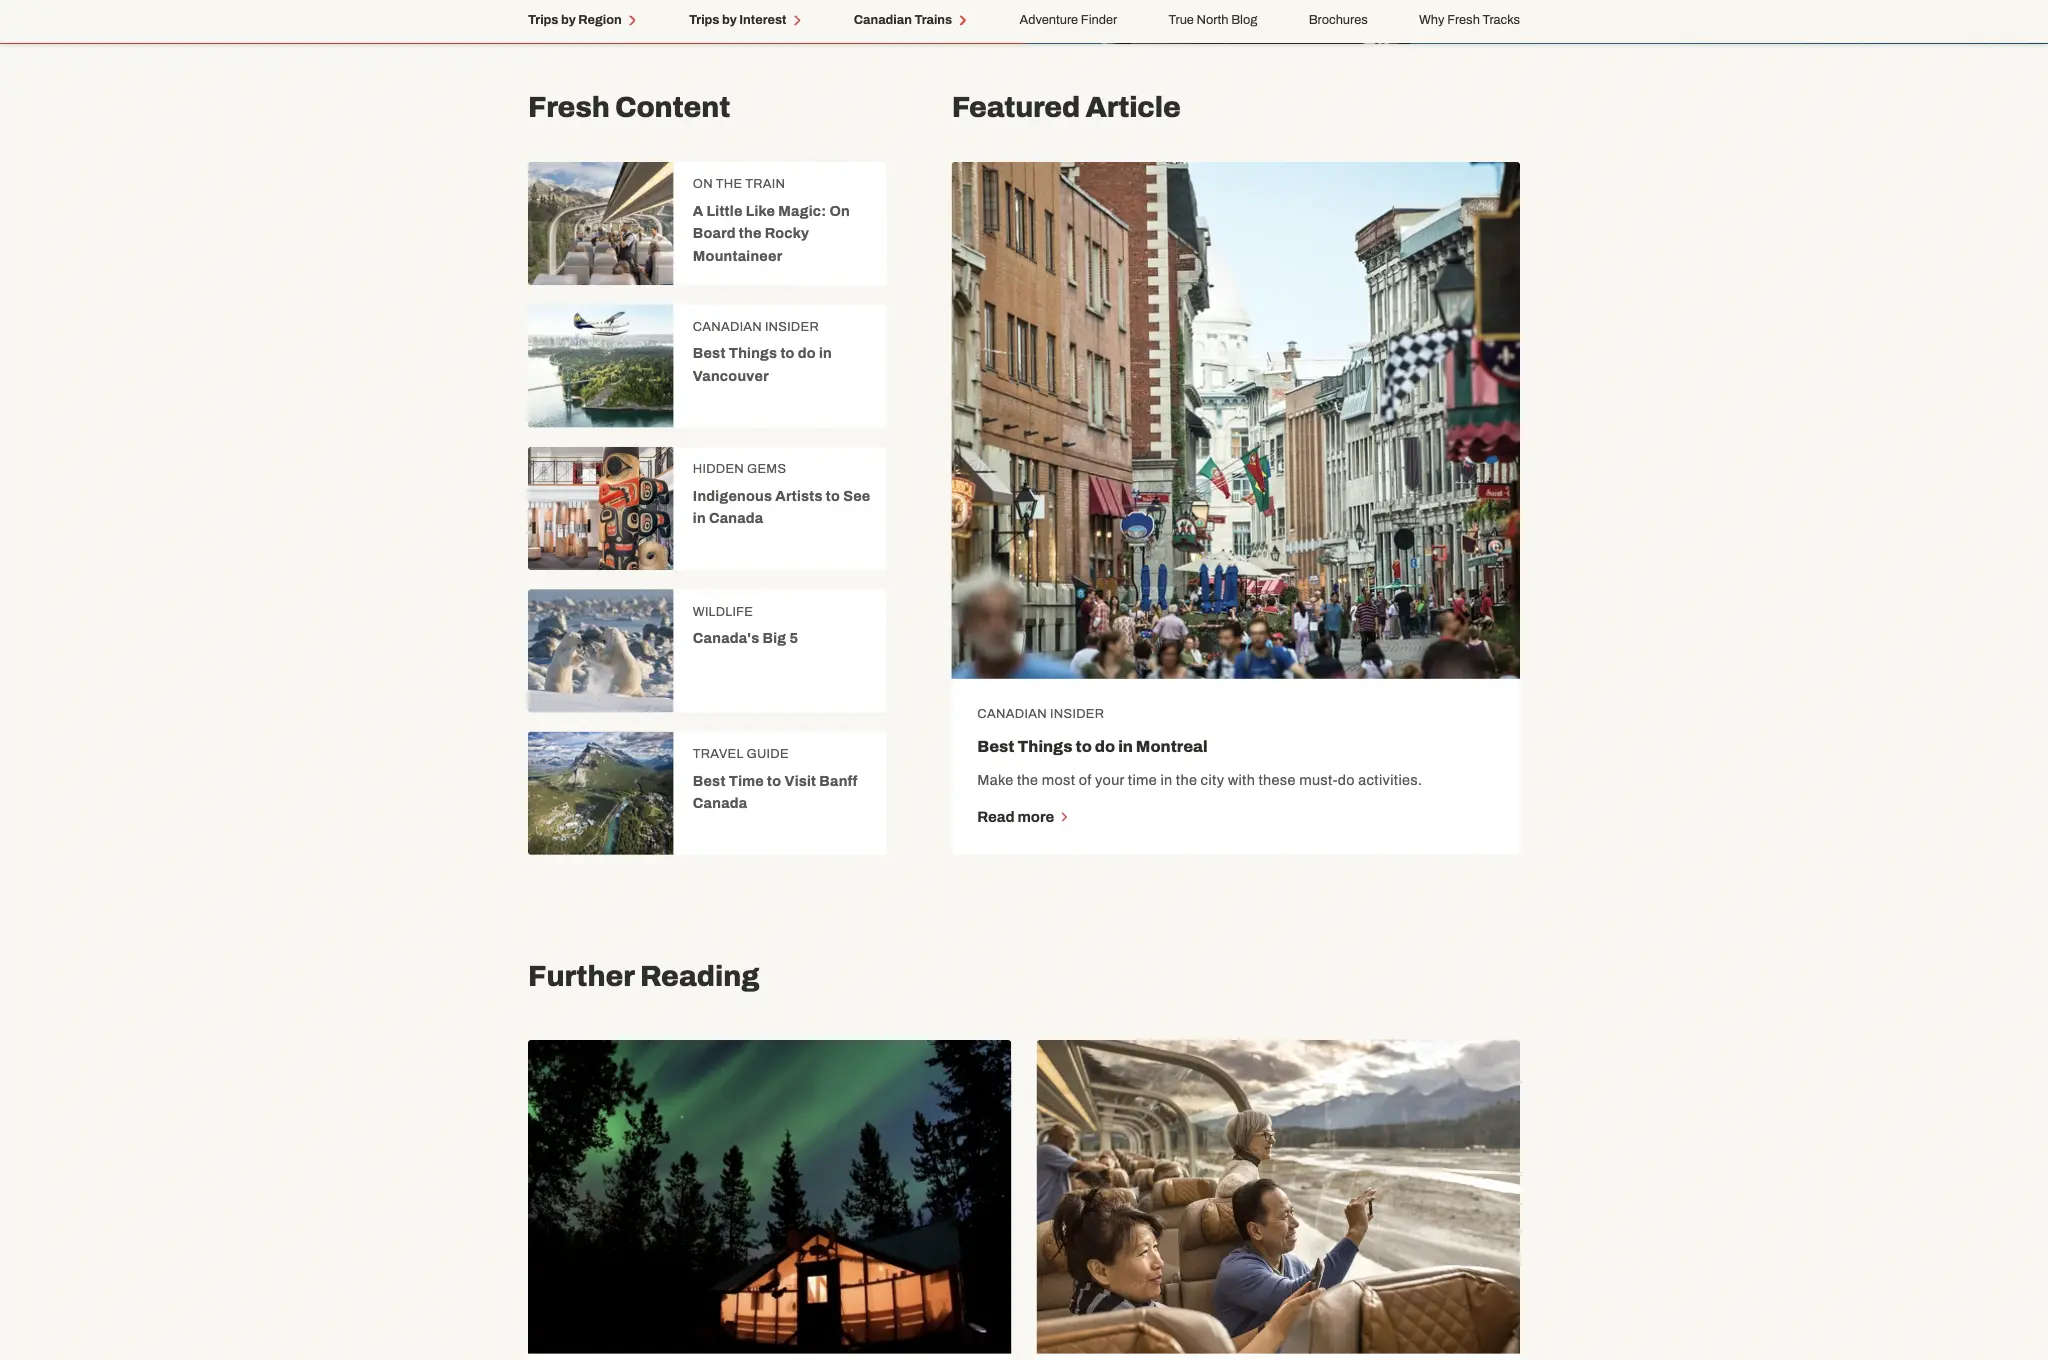 Trips by Region
Trips by Interest
Canadian Trains
Adventure Finder
True North Blog
Brochures
Why Fresh Tracks
Fresh Content
ON THE TRAIN
A Little Like Magic: On
Board the Rocky
Mountaineer
CANADIAN INSIDER
Best Things to do in
Vancouver
HIDDEN GEMS
Indigenous Artists to See
in Canada
WILDLIFE
Canada's Big 5
TRAVEL GUIDE
Best Time to Visit Banff
Canada
Featured Article
CANADIAN INSIDER
Best Things to do in Montreal
Make the most of your time in the city with these must-do activities.
Read more
Further Reading